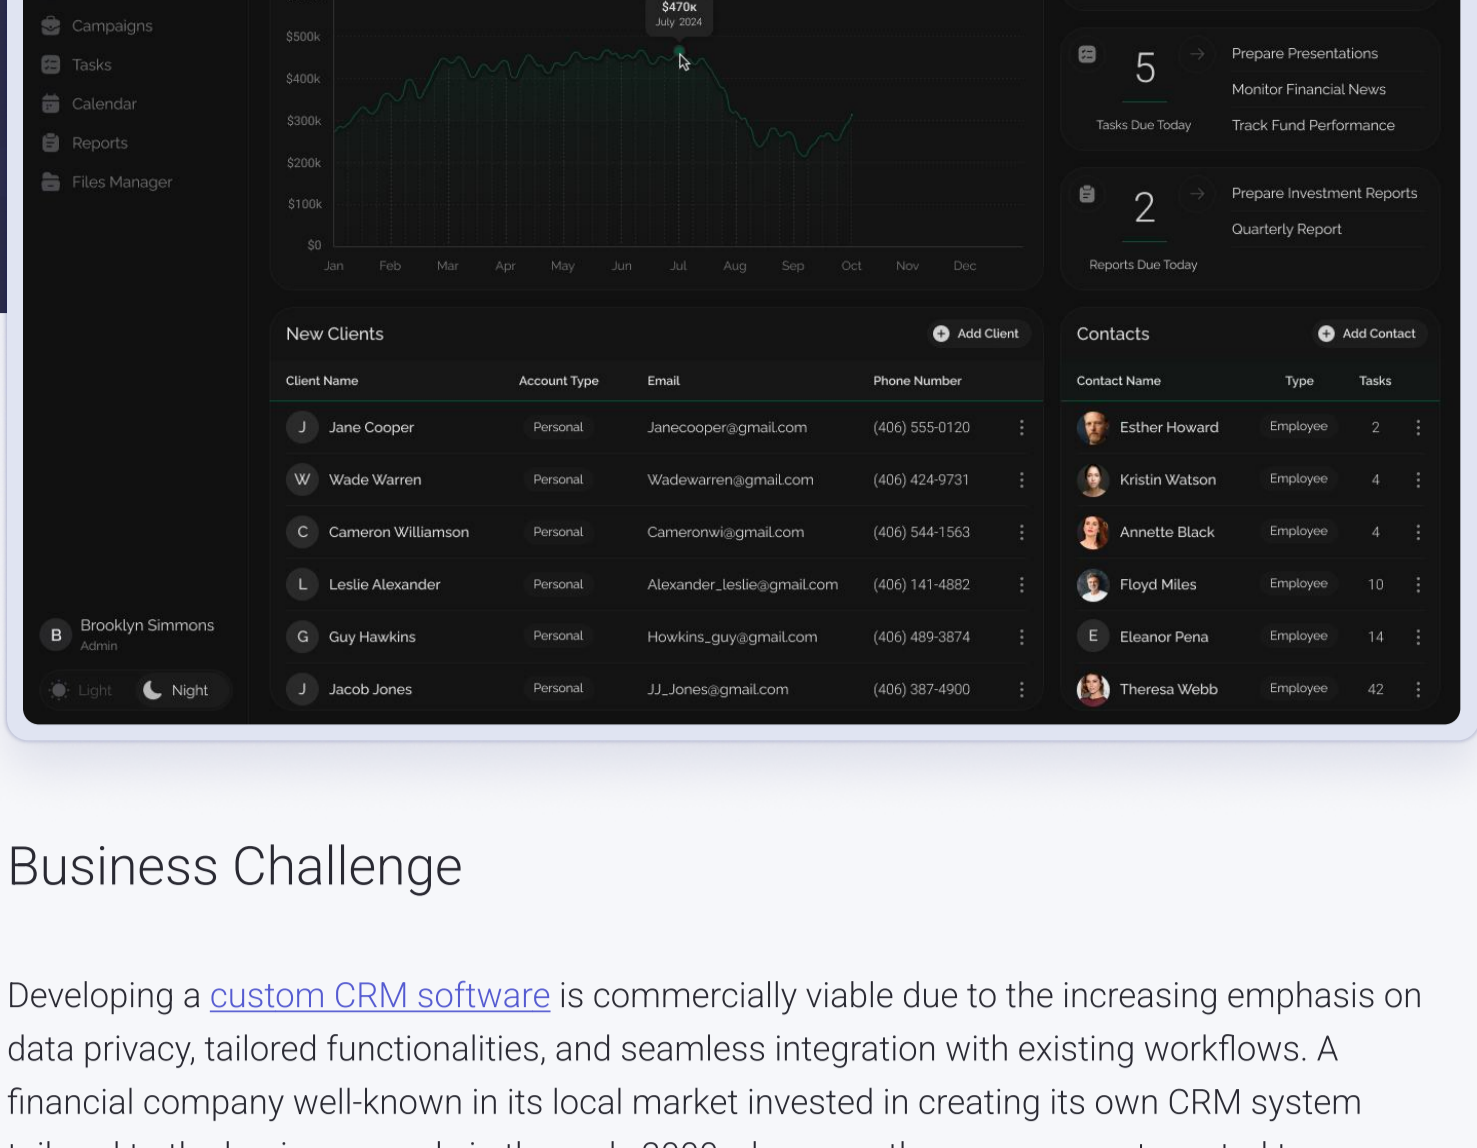 Campaigns
Tasks
Calendar
Reports
Files Manager
$470K
July 2024
$500k
$400k
$300k
$200k
$100k
$0
Jan Feb Mar Apr May Jun Jul Aug Sep Oct Nov Dec
5
Tasks Due Today
Prepare Presentations
Monitor Financial News
Track Fund Performance
2
Reports Due Today
Prepare Investment Reports
Quarterly Report
New Clients
Add Client
Client Name Account Type Email Phone Number
J Jane Cooper Personal Janecooper@gmail.com (406) 555-0120
W Wade Warren Personal Wadewarren@gmail.com (406) 424-9731
C Cameron Williamson Personal Cameronwi@gmail.com (406) 544-1563
L Leslie Alexander Personal Alexander_leslie@gmail.com (406) 141-4882
G Guy Hawkins Personal Howkins_guy@gmail.com (406) 489-3874
J Jacob Jones Personal JJ_Jones@gmail.com (406) 387-4900
Contacts
Add Contact
Contact Name Type Tasks
Esther Howard Employee 2
Kristin Watson Employee 4
Annette Black Employee 4
Floyd Miles Employee 10
E Eleanor Pena Employee 14
Theresa Webb Employee 42
B Brooklyn Simmons
Admin
Light Night
Business Challenge
Developing a custom CRM software is commercially viable due to the increasing emphasis on
data privacy, tailored functionalities, and seamless integration with existing workflows. A
financial company well-known in its local market invested in creating its own CRM system